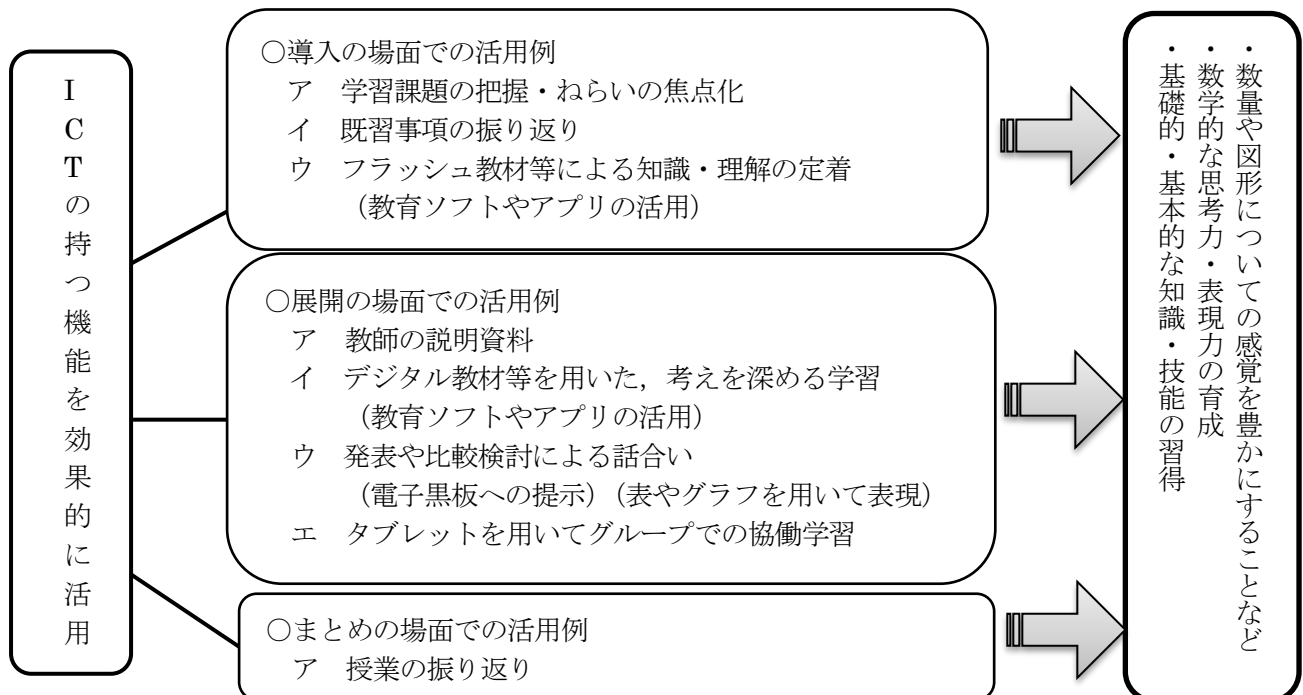 ICTの持つ機能を効果的に活用
○導入の場面での活用例
ア　学習課題の把握・ねらいの焦点化
イ　既習事項の振り返り
ウ　フラッシュ教材等による知識・理解の定着
（教育ソフトやアプリの活用）
○展開の場面での活用例
ア　教師の説明資料
イ　デジタル教材等を用いた，考えを深める学習
（教育ソフトやアプリの活用）
ウ　発表や比較検討による話合い
（電子黒板への提示）（表やグラフを用いて表現）
エ　タブレットを用いてグループでの協働学習
○まとめの場面での活用例
ア　授業の振り返り
・数量や図形についての感覚を豊かにすることなど
・数学的な思考力・表現力の育成
・基礎的・基本的な知識・技能の習得